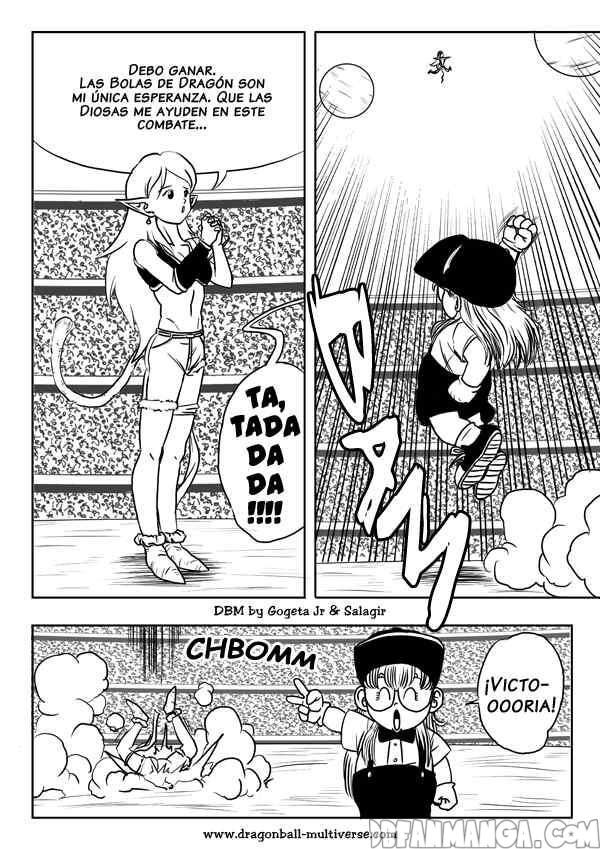 DEBO GANAR.
LAS BOLAS DE DRAGÓN SON
MI ÚNICA ESPERANZA. QUE LAS
DIOSAS ME AYUDEN EN ESTE
COMBATE...
TA,
TADA
DA
DA
!!!!
BAAM
DBM by Gogeta Jr & Salagir
CHBOMM
¡VICTO-
OOORIA!
www.dragonball-multiverse.com
DBFANMANGA.COM